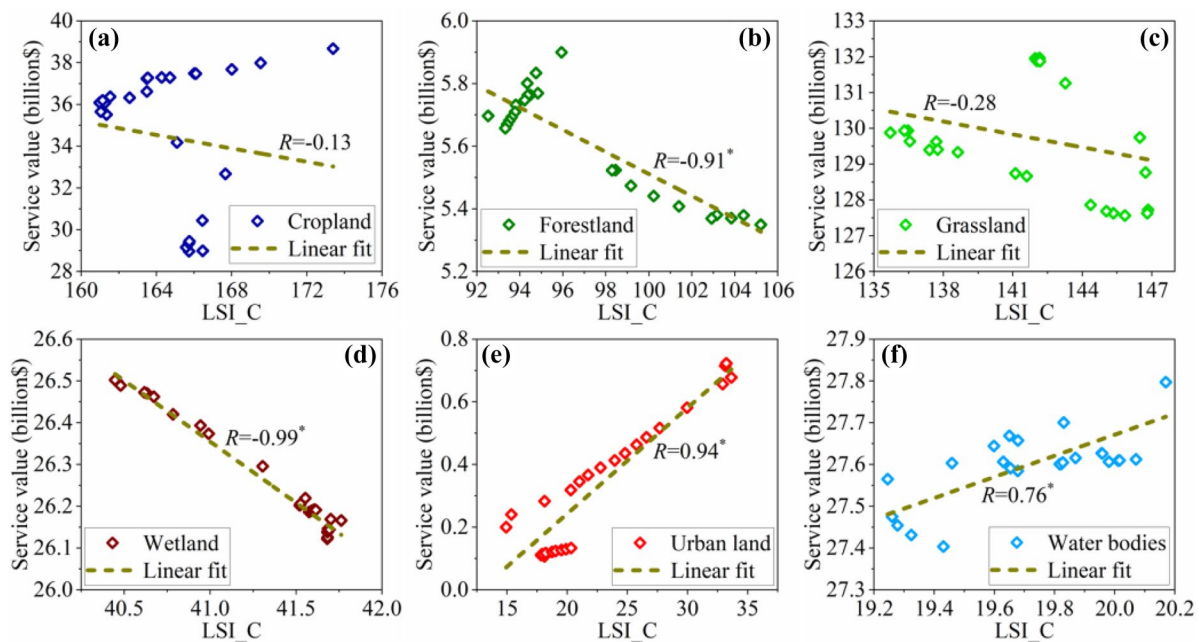 (a)
Service value (billion$)
40
38
36
34
32
30
28
R=-0.13
Cropland
Linear fit
160
164
168
172
176
LSI_C
(b)
Service value (billion$)
6.0
5.8
5.6
5.4
5.2
R=-0.91*
Forestland
Linear fit
92
94
96
98
100
102
104
106
LSI_C
(c)
Service value (billion$)
133
132
131
130
129
128
127
126
R=-0.28
Grassland
Linear fit
135
138
141
144
147
LSI_C
(d)
Service value (billion$)
26.6
26.5
26.4
26.3
26.2
26.1
26.0
R=-0.99*
Wetland
Linear fit
40.5
41.0
41.5
42.0
LSI_C
(e)
Service value (billion$)
0.8
0.6
0.4
0.2
0.0
R=0.94*
Urban land
Linear fit
15
20
25
30
35
LSI_C
(f)
Service value (billion$)
27.9
27.8
27.7
27.6
27.5
27.4
27.3
R=0.76*
Water bodies
Linear fit
19.2
19.4
19.6
19.8
20.0
20.2
LSI_C